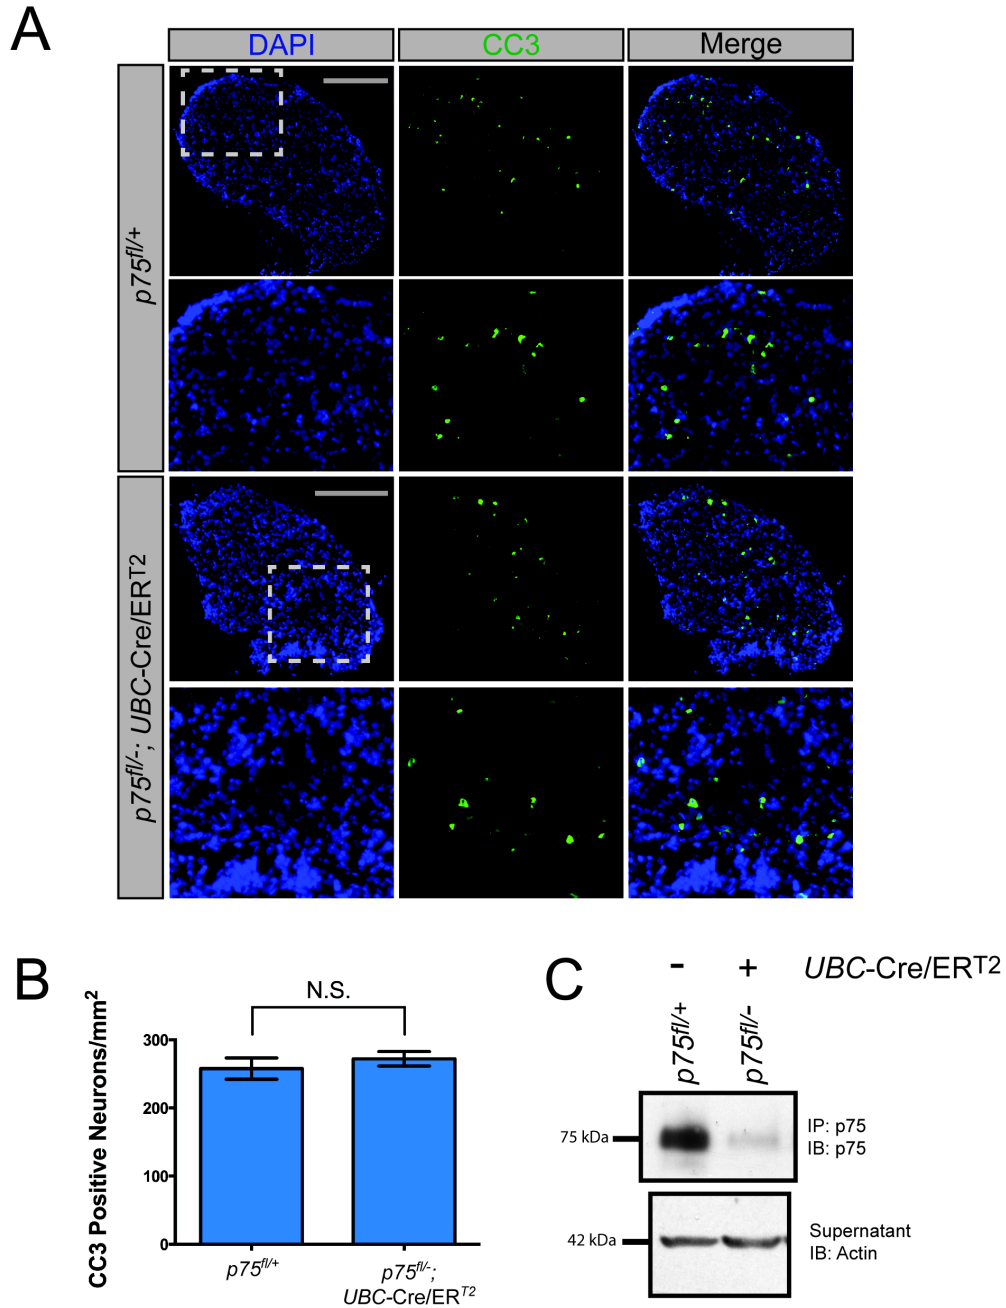 A
DAPI
CC3
Merge
p75fl/+
p75fl/-; UBC-Cre/ERT2
B
N.S.
CC3 Positive Neurons/mm2
300
200
100
0
p75fl/+
p75fl/-;
UBC-Cre/ERT2
C
- + UBC-Cre/ERT2
p75fl/+
p75fl/-
75 kDa
IP: p75
IB: p75
42 kDa
Supernatant
IB: Actin